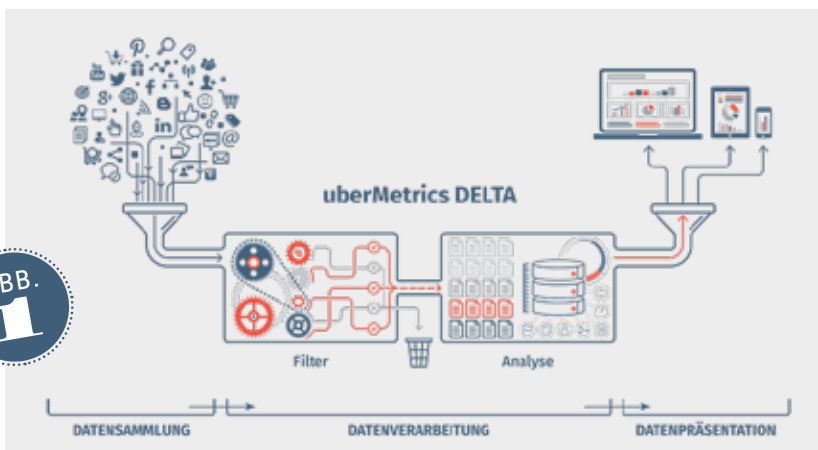 uberMetrics DELTA
BB.
1
Filter
Analyse
DATENSAMMLUNG
DATENVERARBEITUNG
DATENPRÄSENTATION